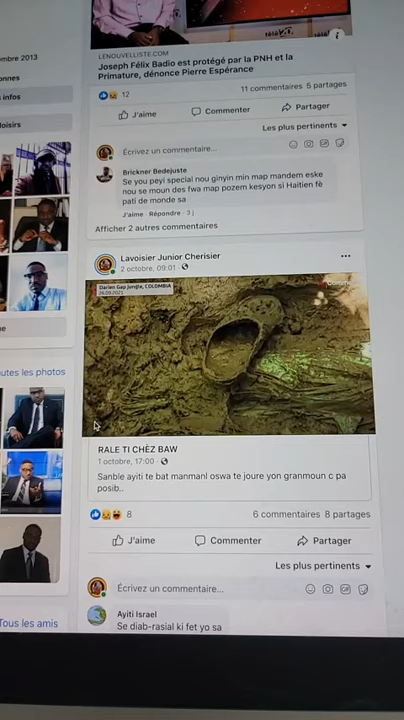 embre 2013
onnes
infos
loisirs
e
utes les photos
Tous les amis
i
LENOUVELLISTE.COM
Joseph Félix Badio est protégé par la PNH et la
Primature, dénonce Pierre Espérance
12
11 commentaires 5 partages
J'aime
Commenter
Partager
Les plus pertinents
Écrivez un commentaire...
GIF
Brickner Bedejuste
Se you peyi special nou ginyin min map mandem eske
nou se moun des fwa map pozem kesyon si Haitien fè
pati de monde sa
J'aime Répondre 3 j
Afficher 2 autres commentaires
Lavoisier Junior Cherisier
2 octobre, 09:01
Darien Gap Jungle, COLOMBIA
26.09.2021
RALE TI CHÈZ BAW
1 octobre, 17:00
Sanble ayiti te bat manmanl oswa te joure yon granmoun c pa
posib..
8
6 commentaires 8 partages
J'aime
Commenter
Partager
Les plus pertinents
Écrivez un commentaire...
GIF
Ayiti Israel
Se diab-rasial ki fet yo sa